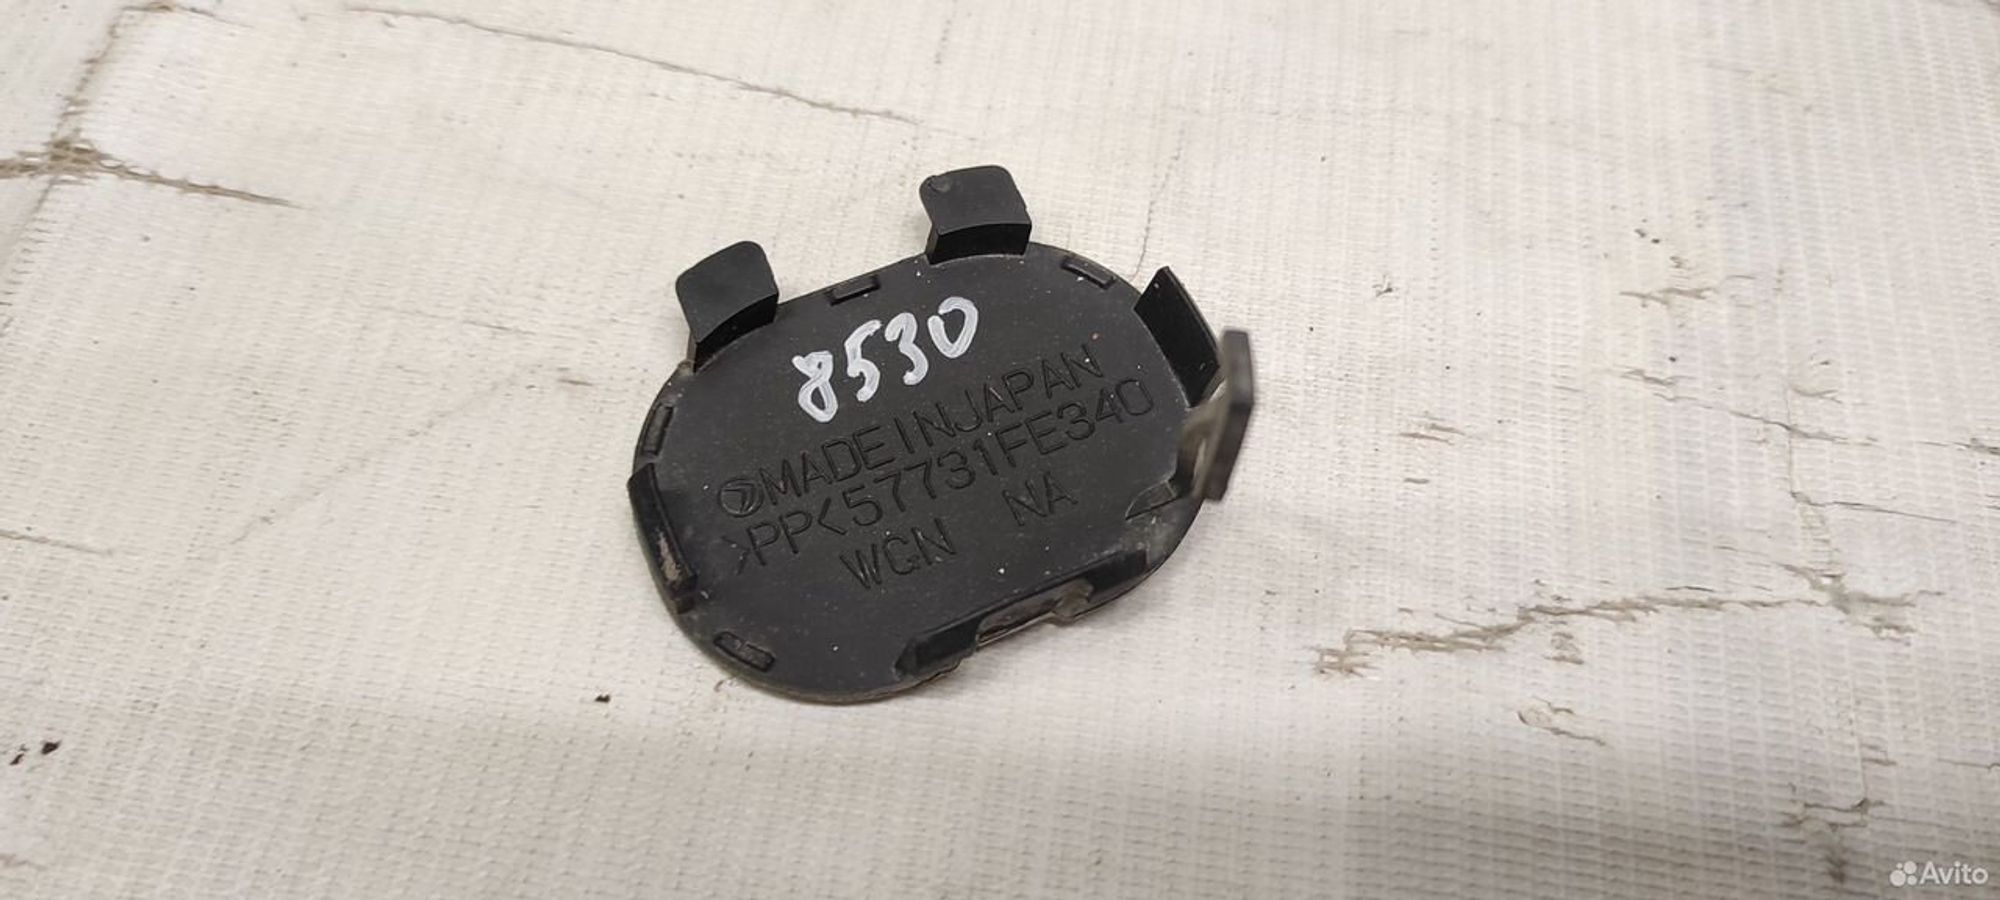 8530
MADE IN JAPAN
>PP< 57731FE340
WGN NA
Avito